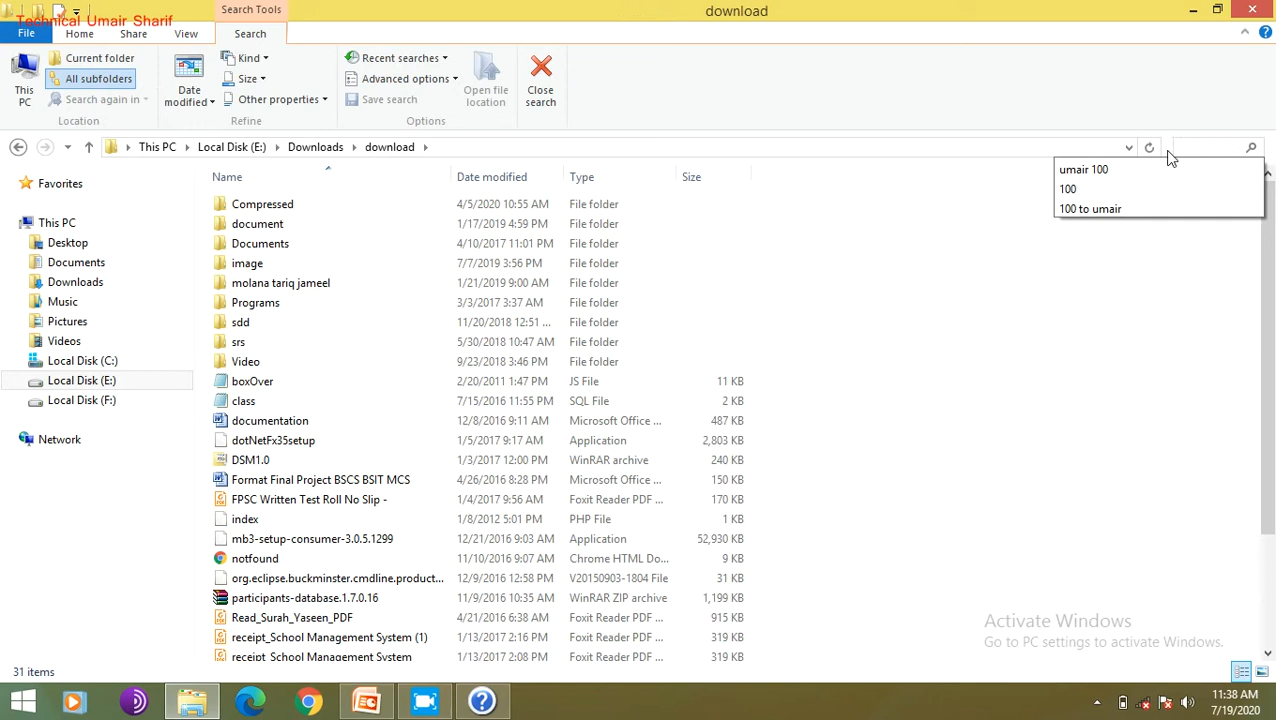 Technical Umair Sharif
Search Tools
download
File
Home
Share
View
Search
This PC
Current folder
All subfolders
Search again in
Location
Date modified
Kind
Size
Other properties
Refine
Recent searches
Advanced options
Save search
Options
Open file location
Close search
This PC
Local Disk (E:)
Downloads
download
umair 100
100
100 to umair
Favorites
This PC
Desktop
Documents
Downloads
Music
Pictures
Videos
Local Disk (C:)
Local Disk (E:)
Local Disk (F:)
Network
Name Date modified Type Size
Compressed 4/5/2020 10:55 AM File folder
document 1/17/2019 4:59 PM File folder
Documents 4/10/2017 11:01 PM File folder
image 7/7/2019 3:56 PM File folder
molana tariq jameel 1/21/2019 9:00 AM File folder
Programs 3/3/2017 3:37 AM File folder
sdd 11/20/2018 12:51 ... File folder
srs 5/30/2018 10:47 AM File folder
Video 9/23/2018 3:46 PM File folder
boxOver 2/20/2011 1:47 PM JS File 11 KB
class 7/15/2016 11:55 PM SQL File 2 KB
documentation 12/8/2016 9:11 AM Microsoft Office ... 487 KB
dotNetFx35setup 1/5/2017 9:17 AM Application 2,803 KB
DSM1.0 1/3/2017 12:00 PM WinRAR archive 240 KB
Format Final Project BSCS BSIT MCS 4/26/2016 8:28 PM Microsoft Office ... 150 KB
FPSC Written Test Roll No Slip - 1/4/2017 9:56 AM Foxit Reader PDF ... 170 KB
index 1/8/2012 5:01 PM PHP File 1 KB
mb3-setup-consumer-3.0.5.1299 12/21/2016 9:03 AM Application 52,930 KB
notfound 11/10/2016 9:07 AM Chrome HTML Do... 9 KB
org.eclipse.buckminster.cmdline.product... 12/9/2016 12:58 PM V20150903-1804 File 31 KB
participants-database.1.7.0.16 11/9/2016 10:35 AM WinRAR ZIP archive 1,199 KB
Read_Surah_Yaseen_PDF 4/21/2016 6:38 AM Foxit Reader PDF ... 915 KB
receipt_School Management System (1) 1/13/2017 2:16 PM Foxit Reader PDF ... 319 KB
receipt_School Management System 1/13/2017 2:08 PM Foxit Reader PDF ... 319 KB
Activate Windows
Go to PC settings to activate Windows.
31 items
11:38 AM
7/19/2020